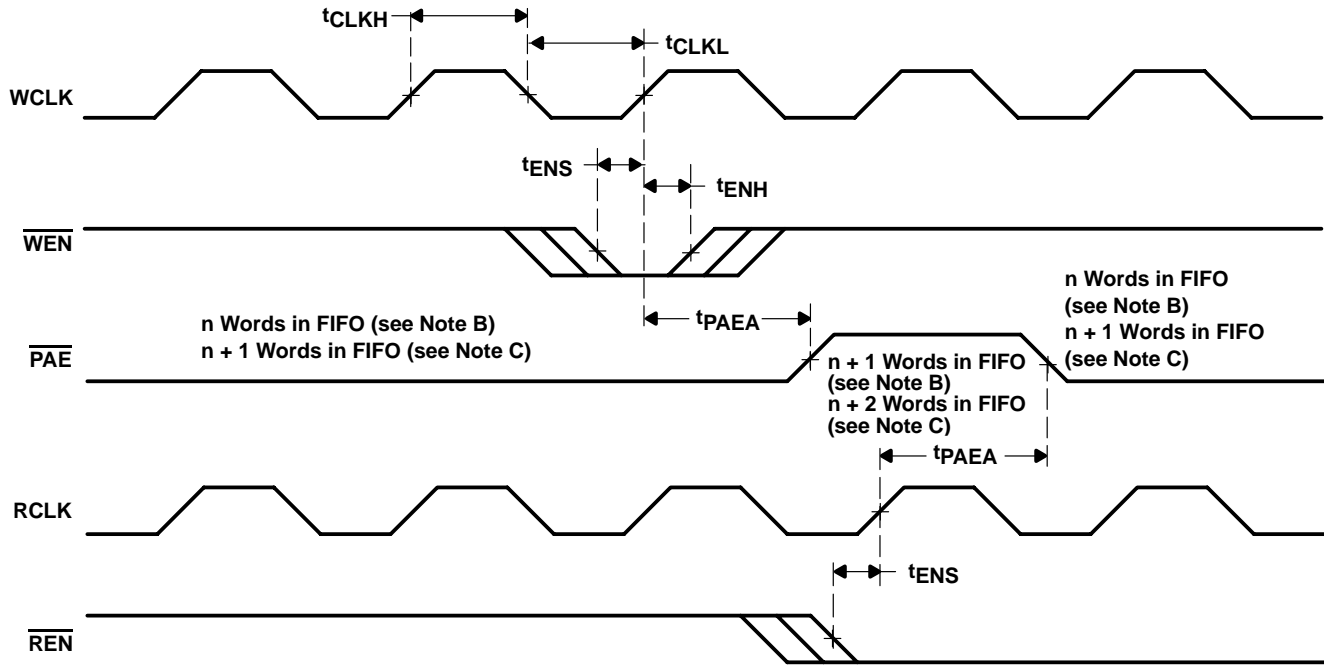 tCLKH
tCLKL
WCLK
tENS
tENH
WEN
n Words in FIFO
(see Note B)
n + 1 Words in FIFO
(see Note C)
tPAEA
n Words in FIFO (see Note B)
n + 1 Words in FIFO (see Note C)
PAE
n + 1 Words in FIFO
(see Note B)
n + 2 Words in FIFO
(see Note C)
tPAEA
RCLK
tENS
REN